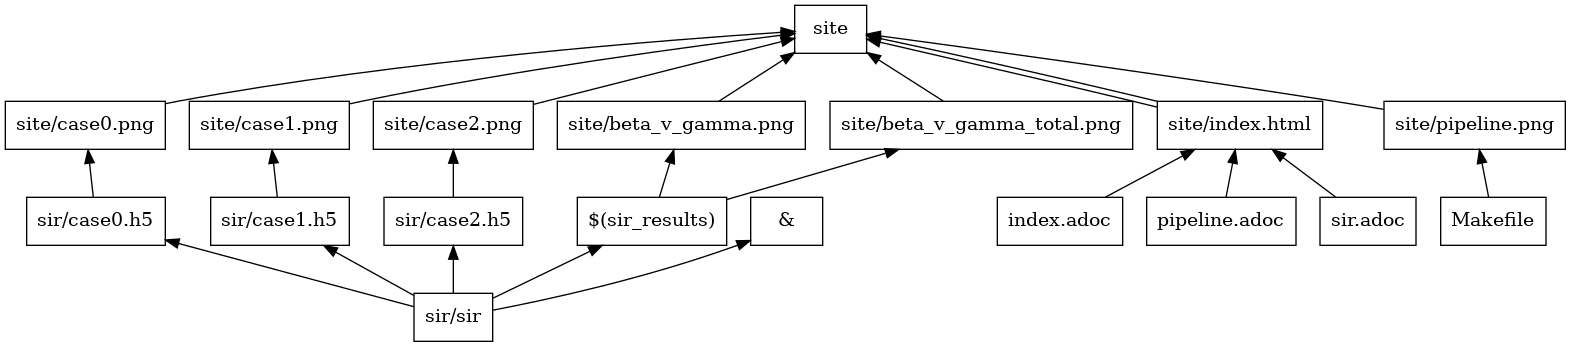 site
site/case0.png
site/case1.png
site/case2.png
site/beta_v_gamma.png
site/beta_v_gamma_total.png
site/index.html
site/pipeline.png
sir/case0.h5
sir/case1.h5
sir/case2.h5
$(sir_results)
&
index.adoc
pipeline.adoc
sir.adoc
Makefile
sir/sir